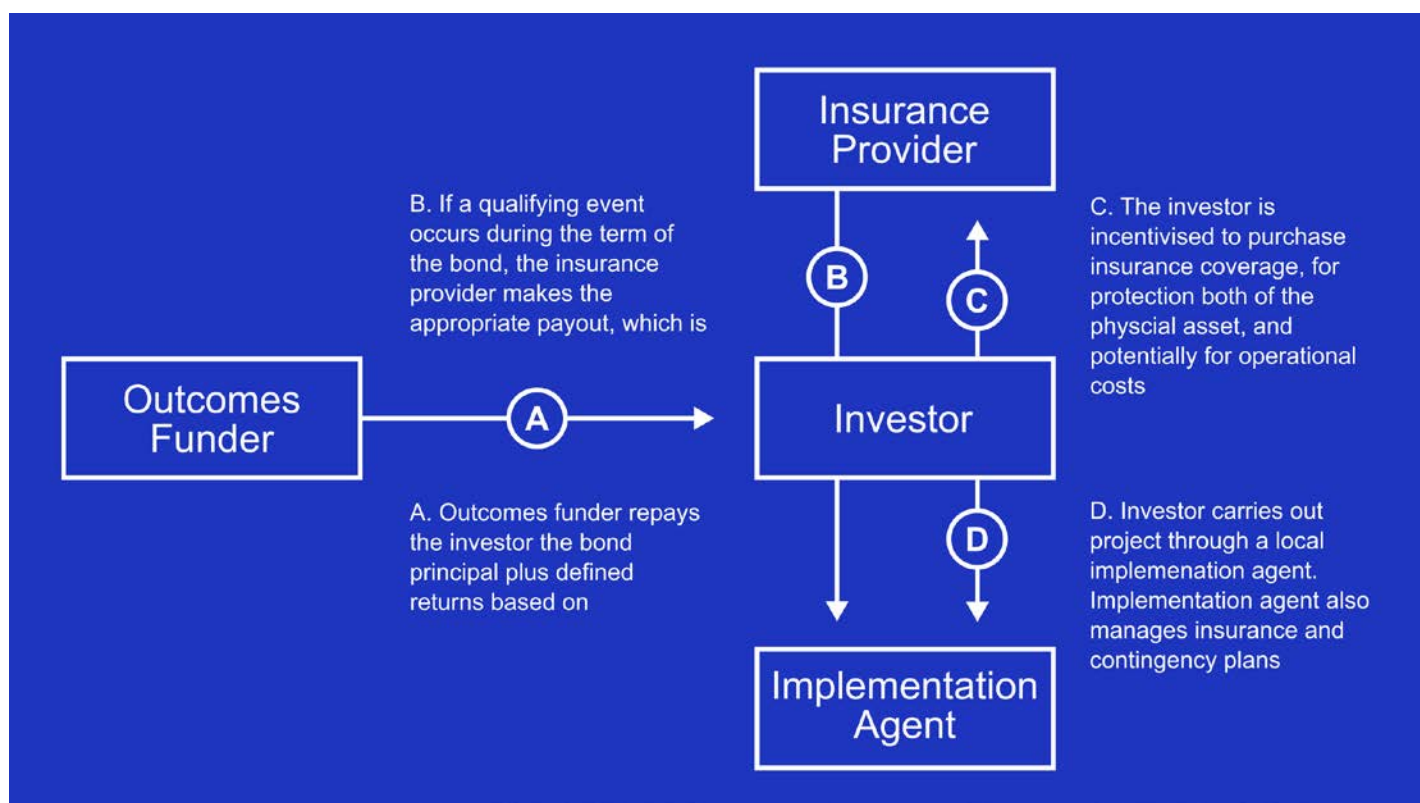 Insurance
Provider
B. If a qualifying event
occurs during the term of
the bond, the insurance
provider makes the
appropriate payout, which is
B
C
C. The investor is
incentivised to purchase
insurance coverage, for
protection both of the
physcial asset, and
potentially for operational
costs
Outcomes
Funder
A
Investor
A. Outcomes funder repays
the investor the bond
principal plus defined
returns based on
D
D. Investor carries out
project through a local
implemenation agent.
Implementation agent also
manages insurance and
contingency plans
Implementation
Agent